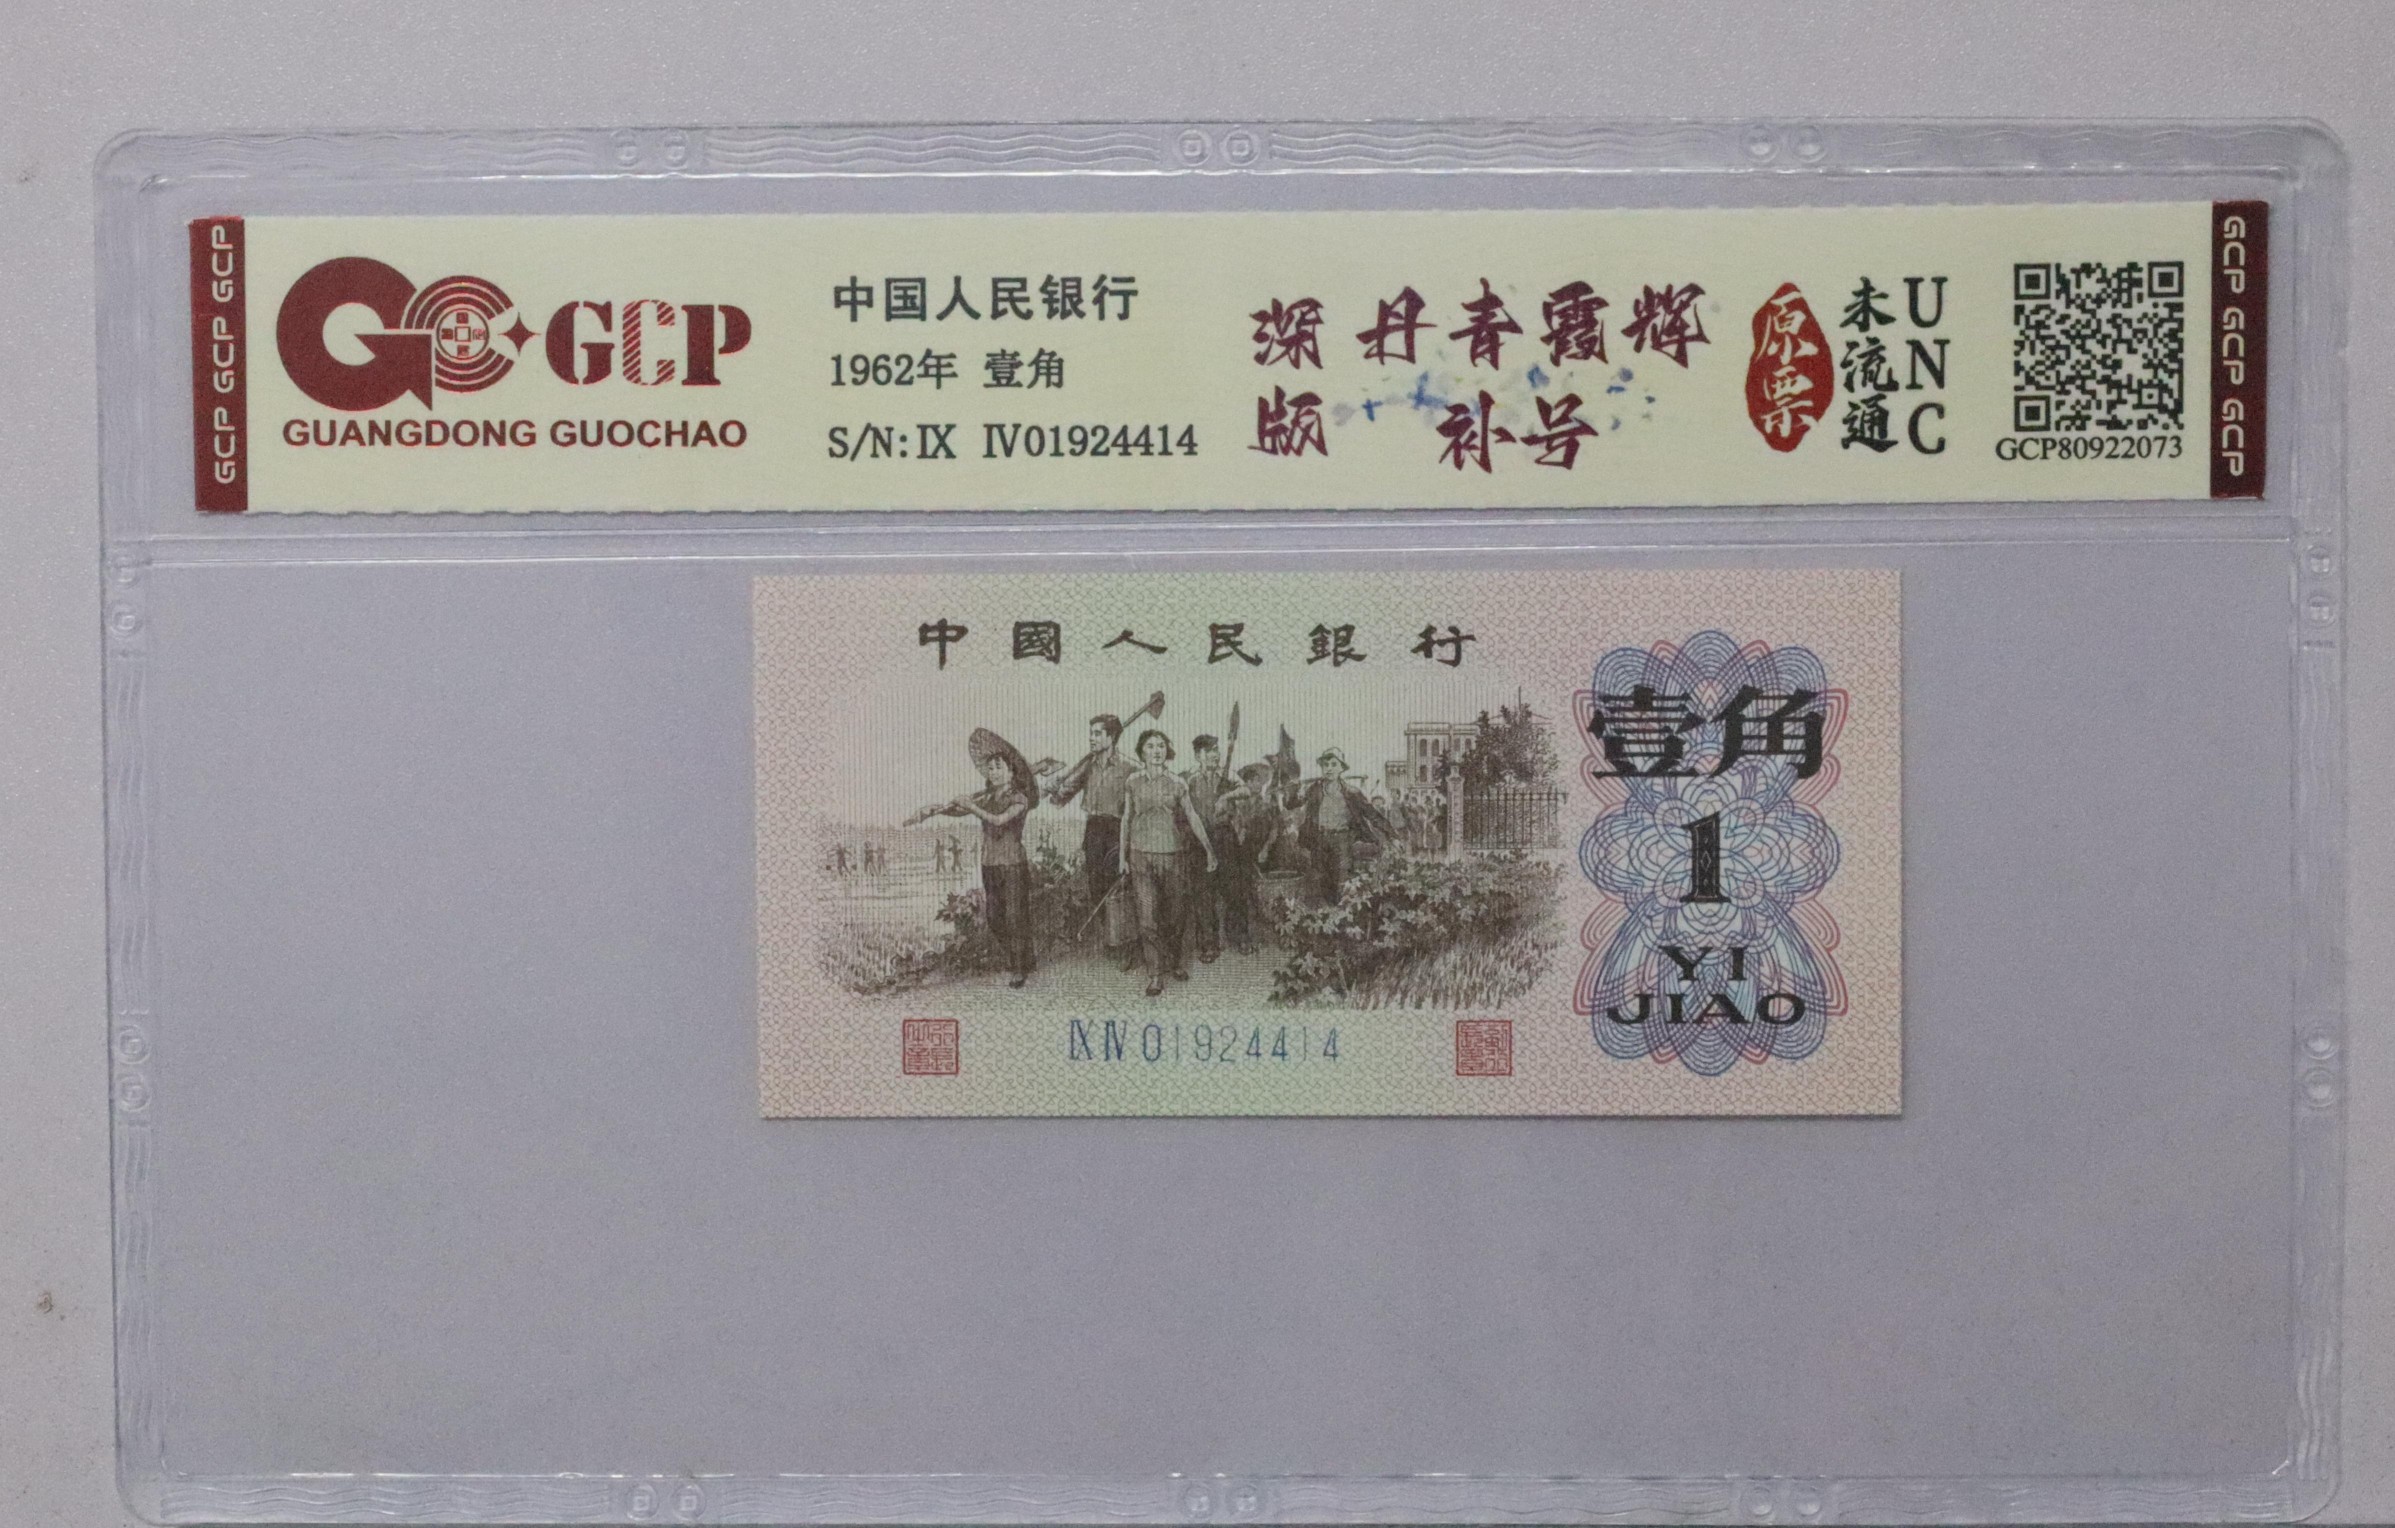 GCP GCP GCP
GCP
GUANGDONG GUOCHAO
中国人民银行
1962年 壹角
S/N:Ⅸ Ⅳ01924414
深版
丹青霞辉
补号
原票
未流通
UNC
GCP80922073
GCP GCP GCP
中國人民銀行
壹角
1
YI
JIAO
ⅨⅣ 01924414